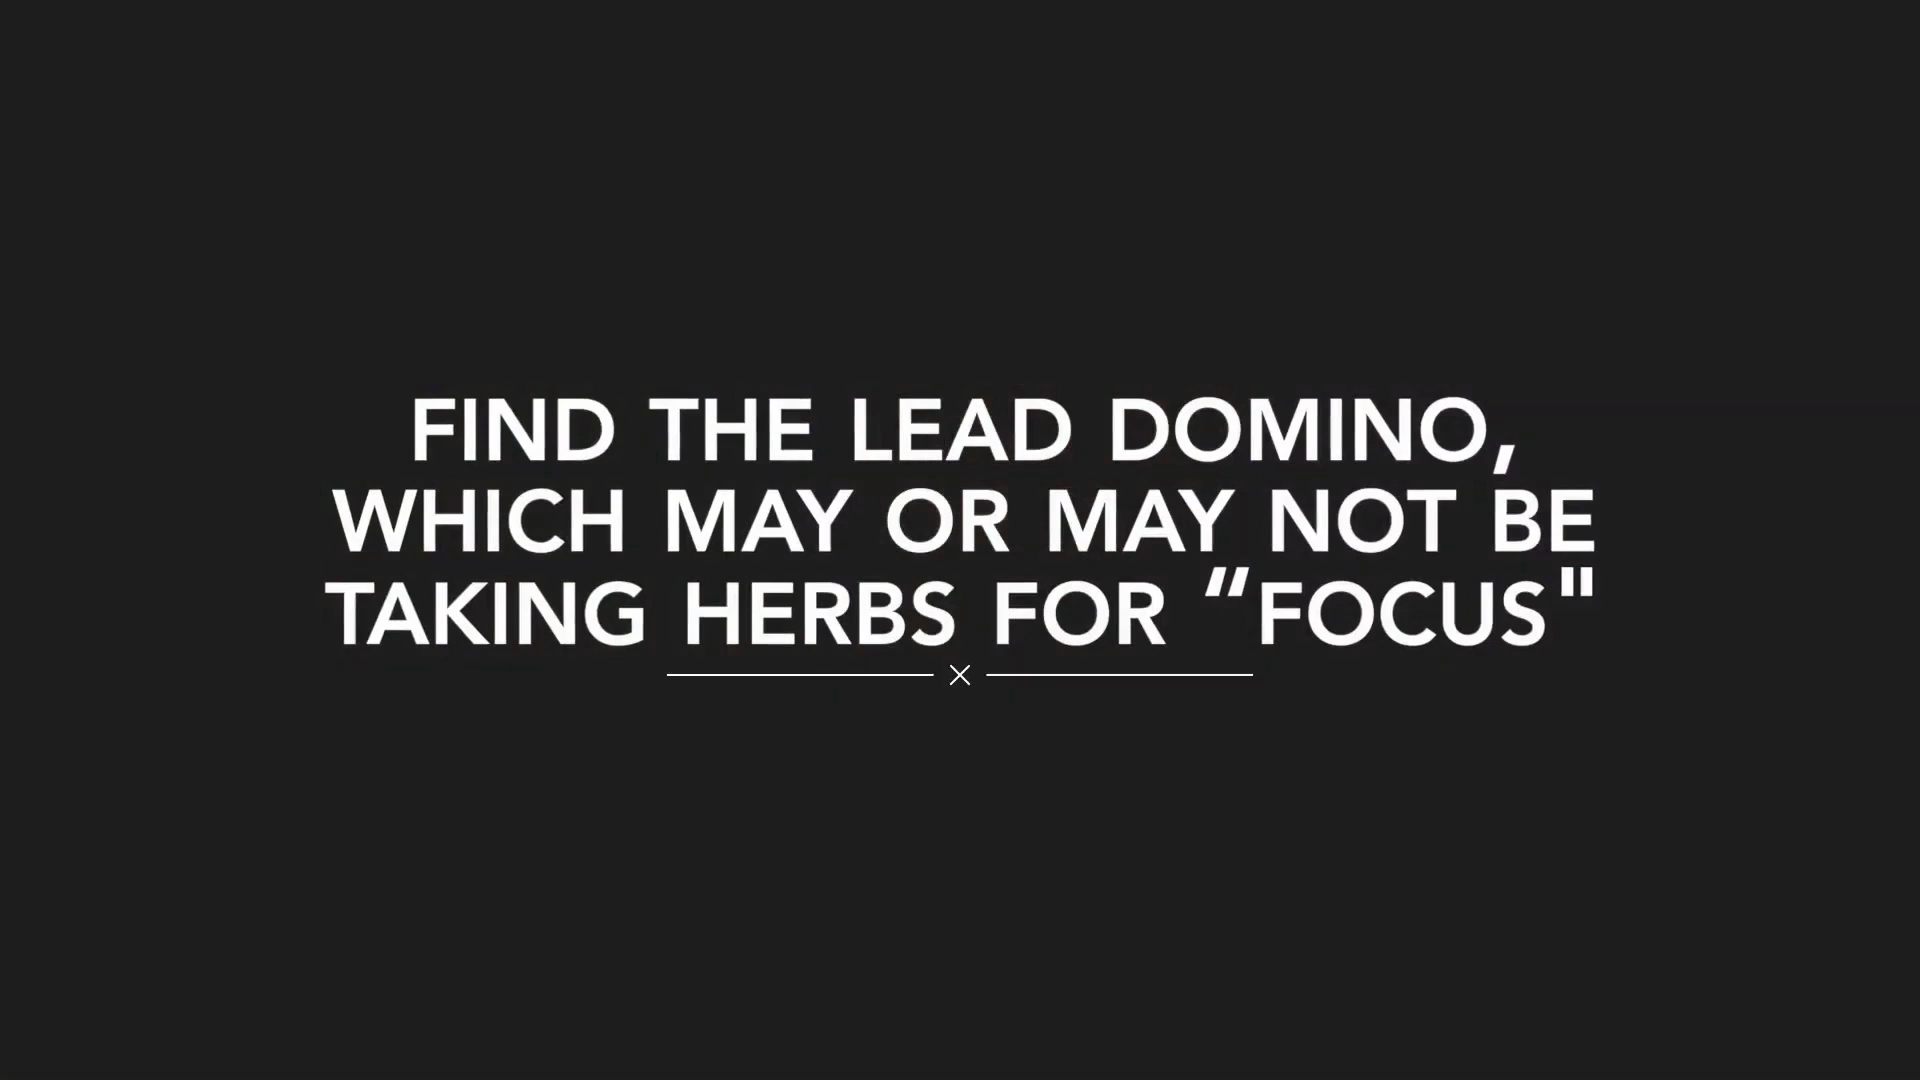 FIND THE LEAD DOMINO,
WHICH MAY OR MAY NOT BE
TAKING HERBS FOR “FOCUS"